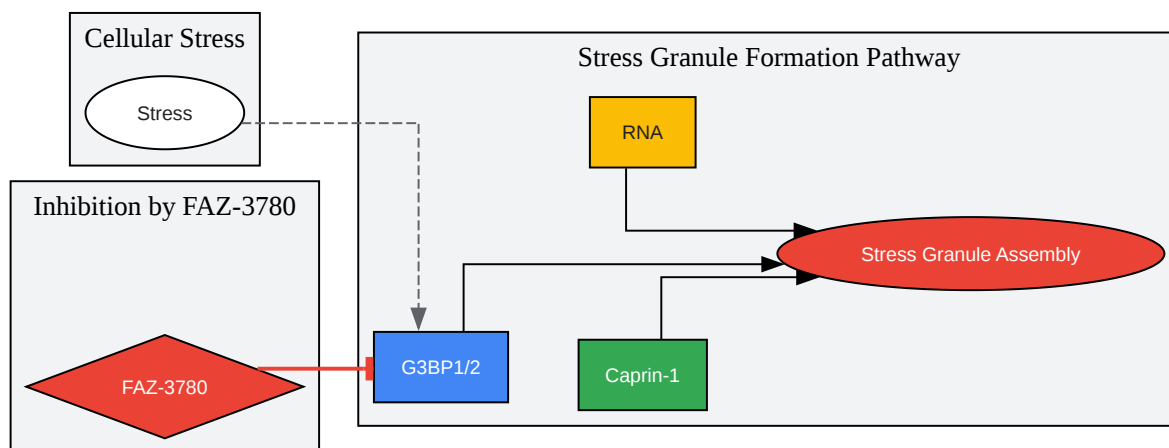 Cellular Stress
Stress
Inhibition by FAZ-3780
FAZ-3780
Stress Granule Formation Pathway
RNA
Stress Granule Assembly
G3BP1/2
Caprin-1